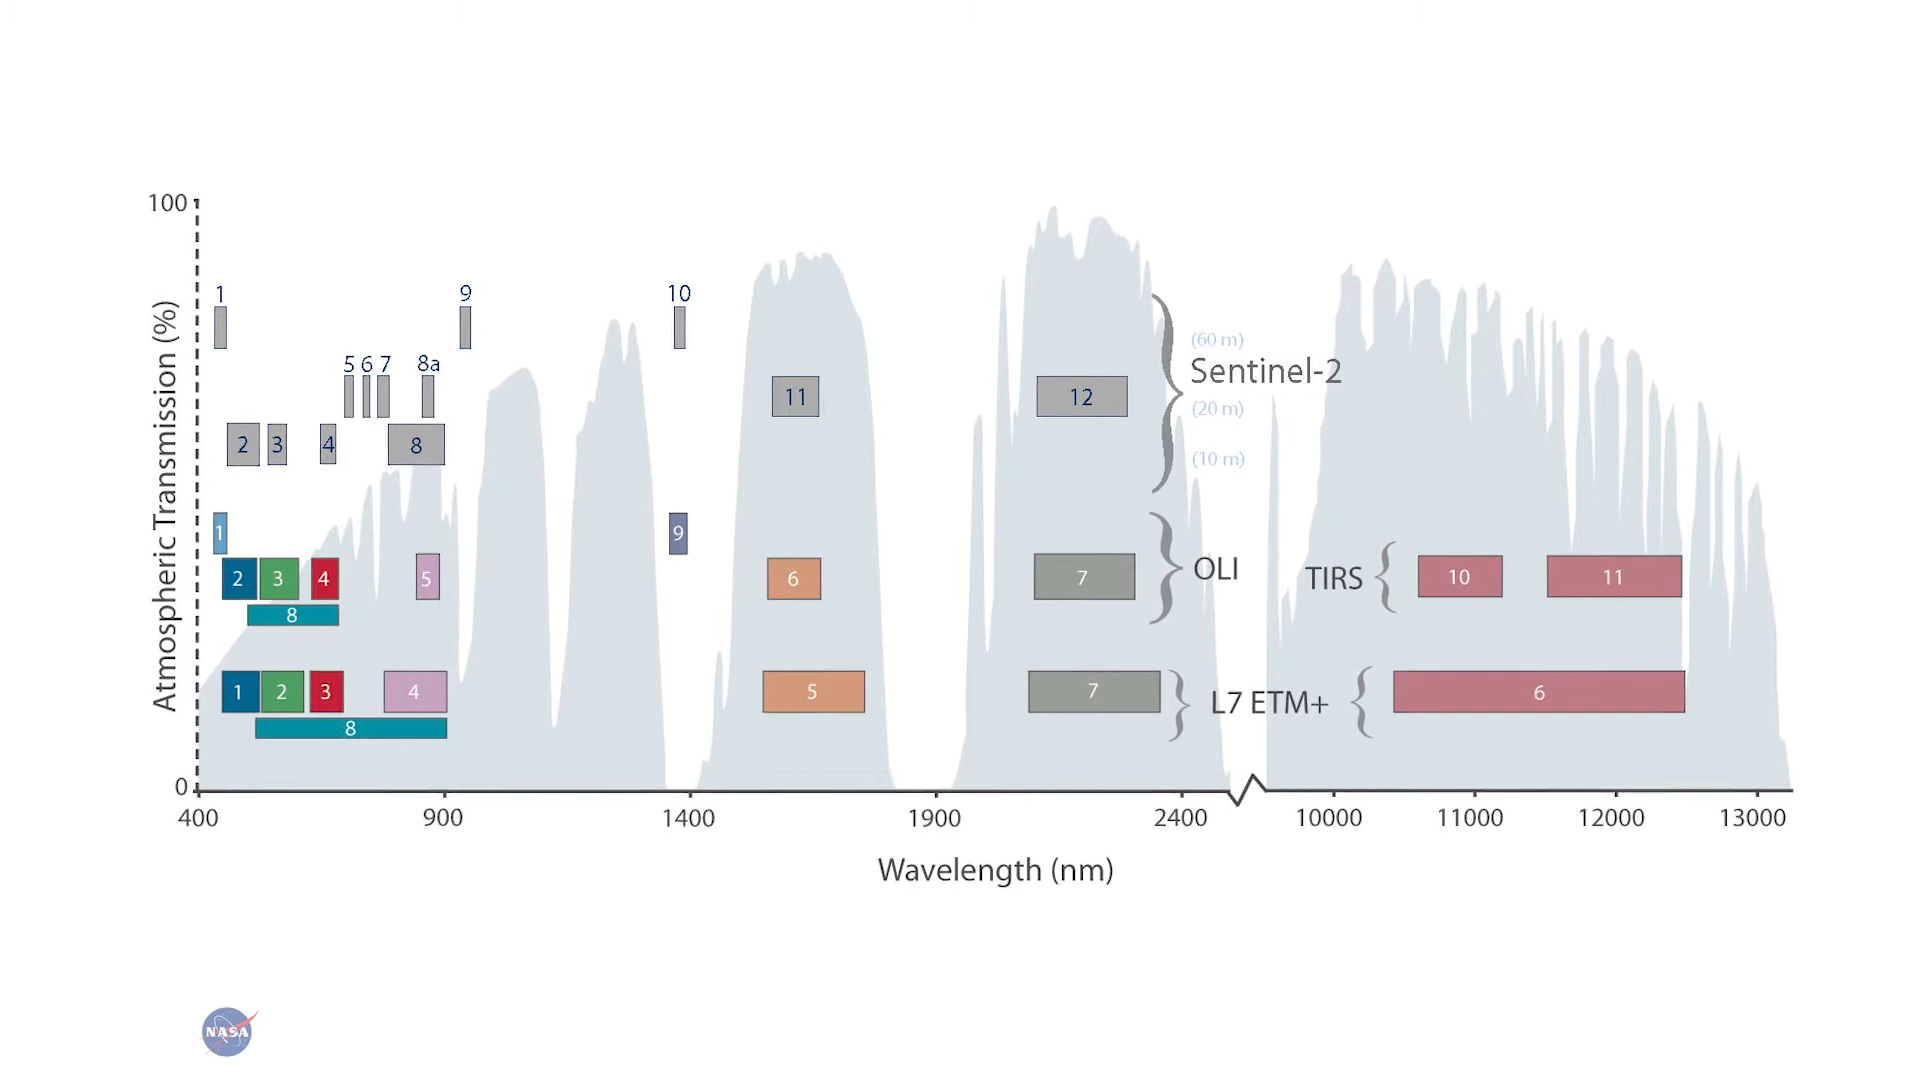 100
1
9
10
(60 m)
Sentinel-2
5 6 7 8a
11
12
(20 m)
2 3 4 8
(10 m)
1
9
2 3 4 5
6
7
OLI
TIRS
10
11
8
1 2 3 4
5
7
L7 ETM+
6
8
0
400 900 1400 1900 2400 10000 11000 12000 13000
Atmospheric Transmission (%)
Wavelength (nm)
NASA